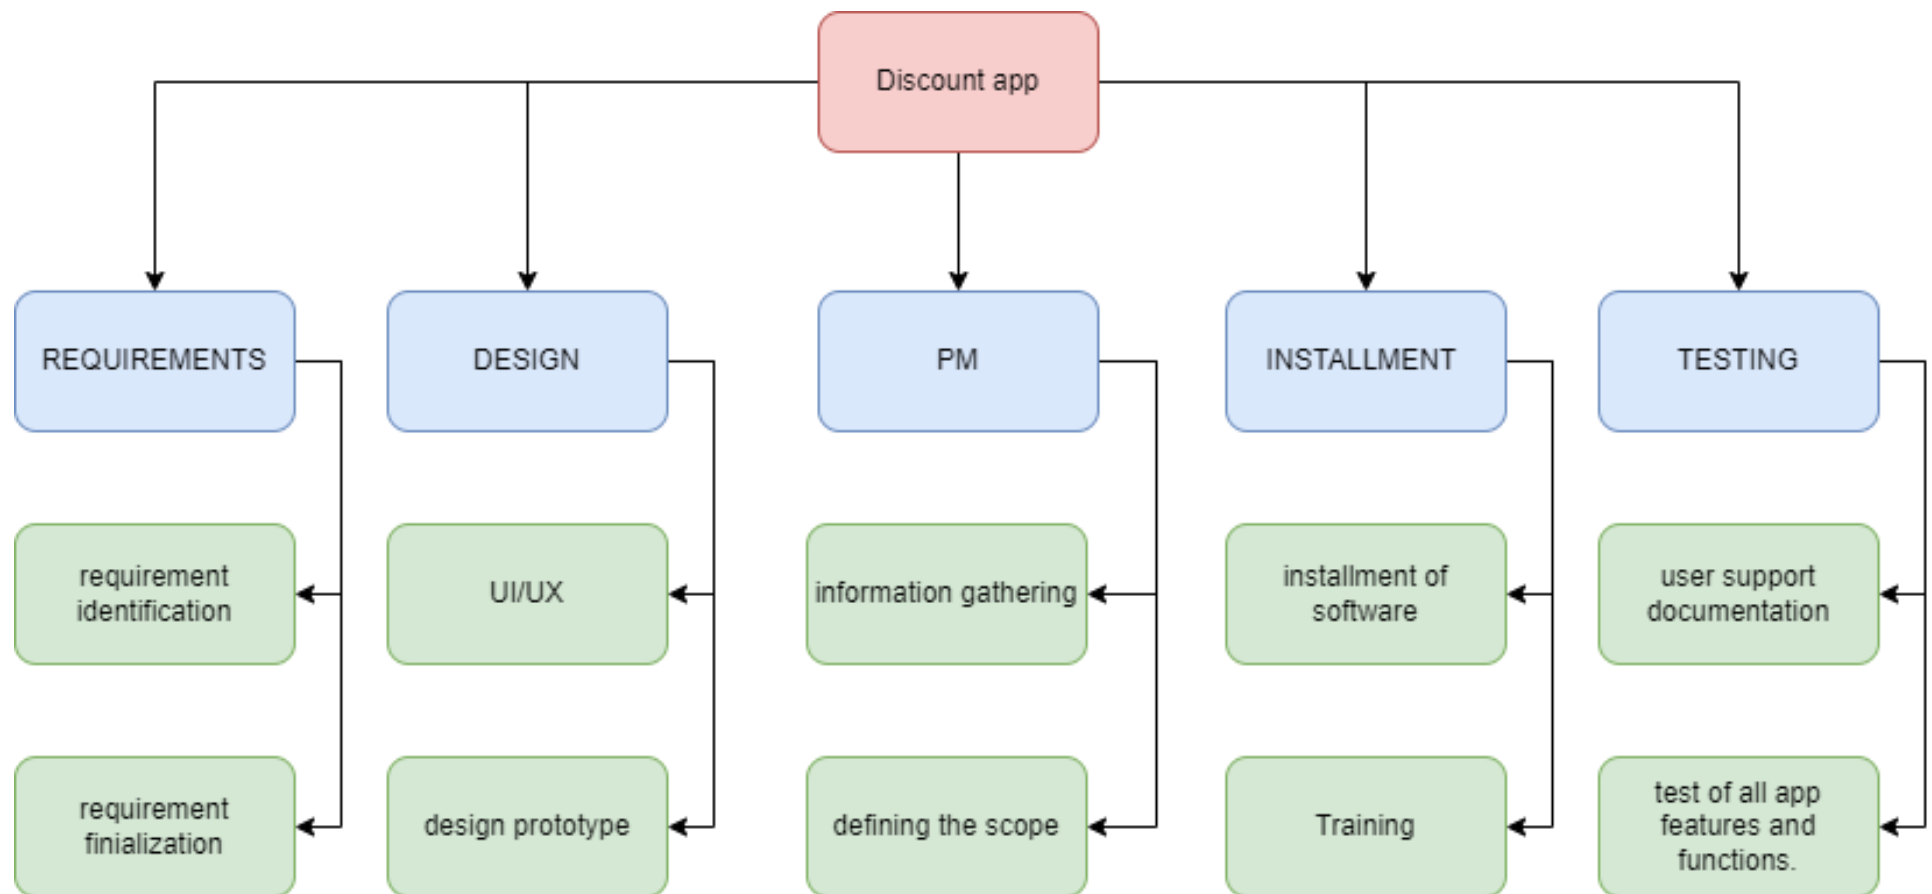 Discount app
REQUIREMENTS
DESIGN
PM
INSTALLMENT
TESTING
requirement
identification
UI/UX
information gathering
installment of
software
user support
documentation
requirement
finialization
design prototype
defining the scope
Training
test of all app
features and
functions.